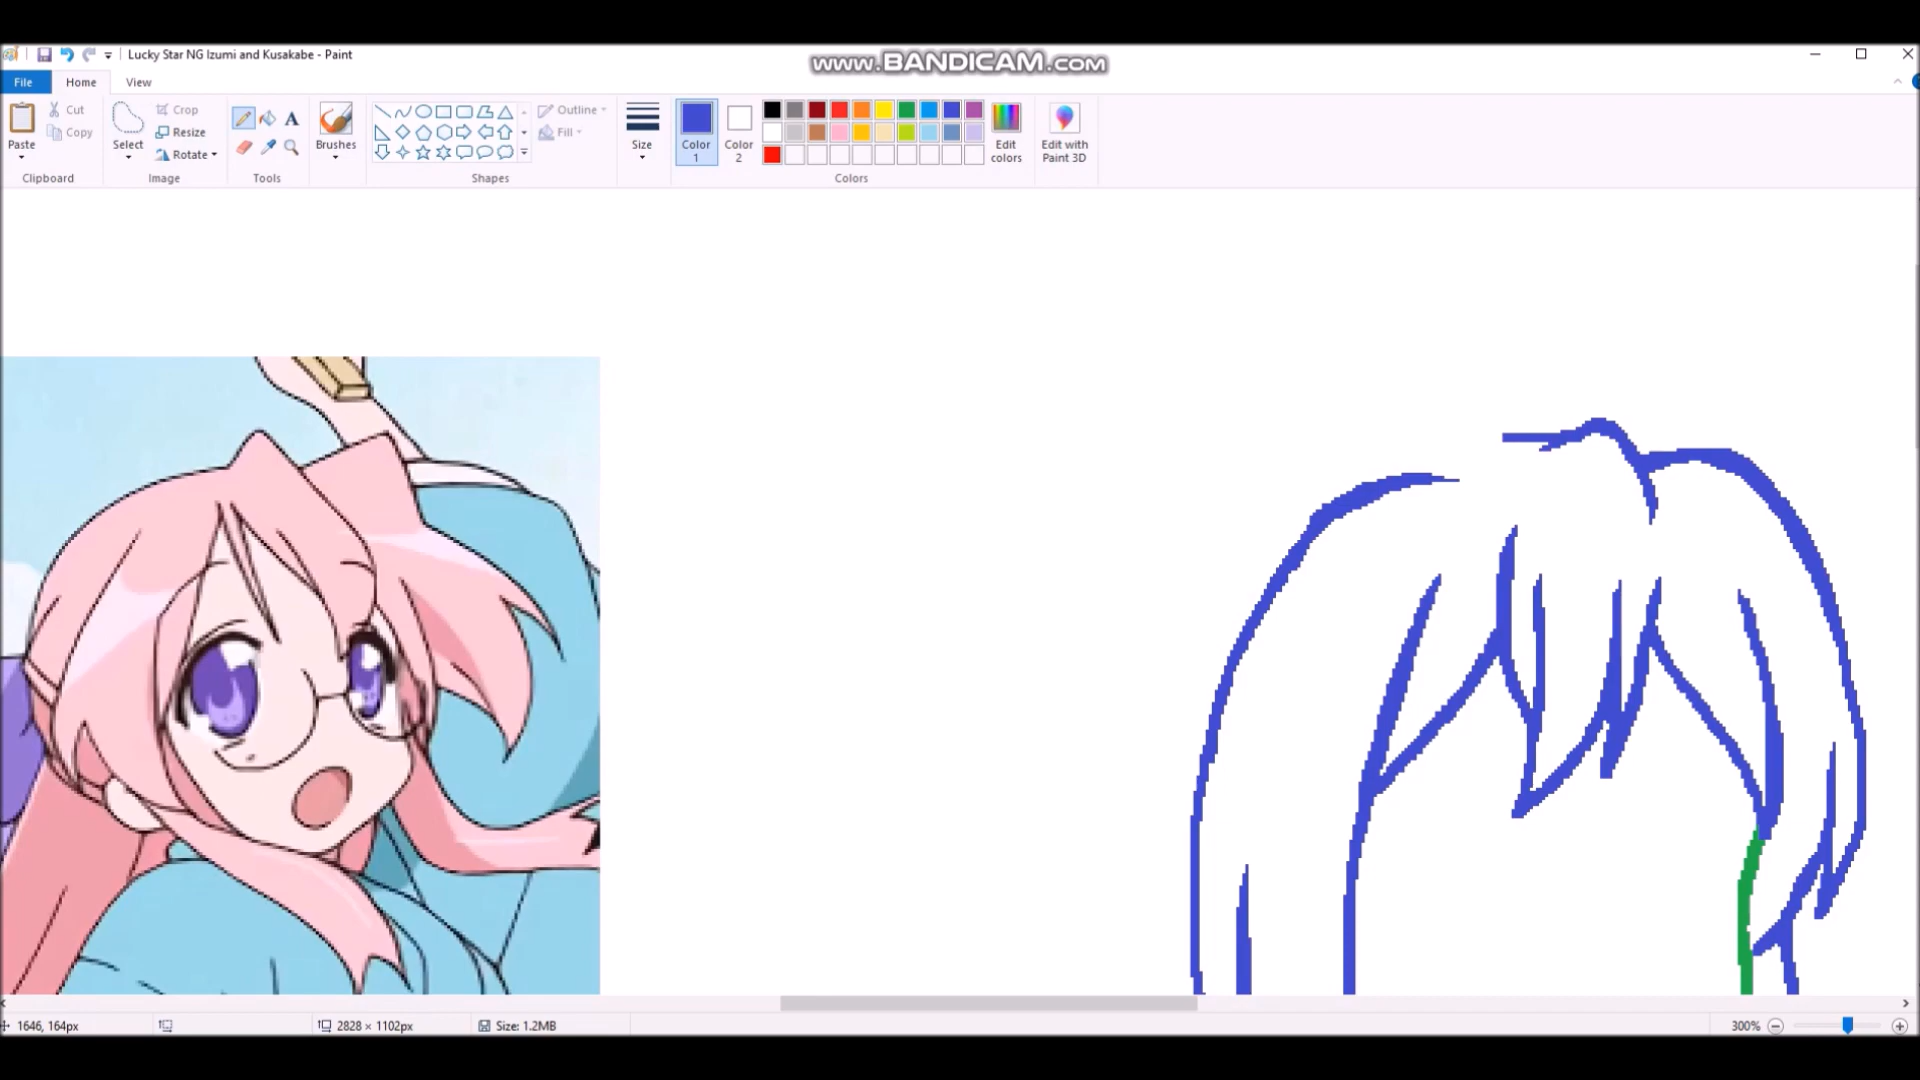 Lucky Star NG Izumi and Kusakabe - Paint
www.BANDICAM.com
File Home View
Paste
Cut
Copy
Clipboard
Select
Crop
Resize
Rotate
Image
A
Tools
Brushes
Shapes
Outline
Fill
Size
Color 1
Color 2
Colors
Edit colors
Edit with Paint 3D
1646, 164px
2828 × 1102px
Size: 1.2MB
300%